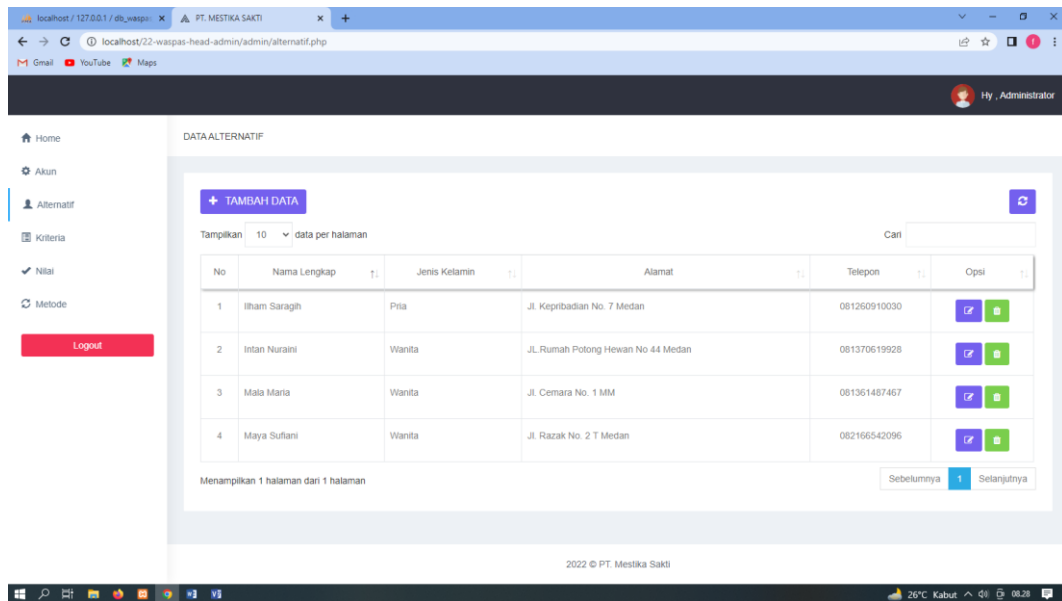 localhost / 127.0.0.1 / db_waspas
PT. MESTIKA SAKTI
localhost/22-waspas-head-admin/admin/alternatif.php
Gmail YouTube Maps
Hy , Administrator
Home
DATA ALTERNATIF
Akun
Alternatif
Kriteria
Nilai
Metode
Logout
+ TAMBAH DATA
Tampilkan 10 data per halaman
Cari
No Nama Lengkap Jenis Kelamin Alamat Telepon Opsi
1 Ilham Saragih Pria Jl. Kepribadian No. 7 Medan 081260910030
2 Intan Nuraini Wanita JL.Rumah Potong Hewan No 44 Medan 081370619928
3 Mala Maria Wanita Jl. Cemara No. 1 MM 081361487467
4 Maya Sufiani Wanita Jl. Razak No. 2 T Medan 082166542096
Menampilkan 1 halaman dari 1 halaman
Sebelumnya 1 Selanjutnya
2022 © PT. Mestika Sakti
26°C Kabut 08.28